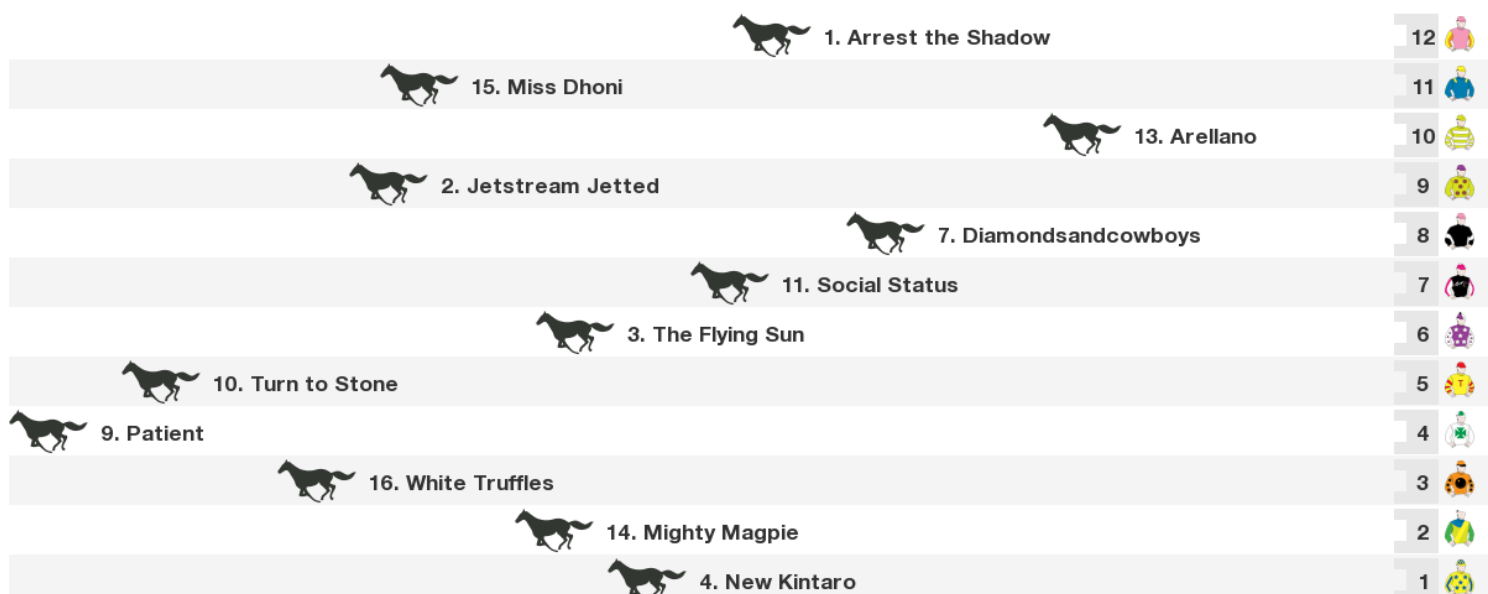 1. Arrest the Shadow 12
15. Miss Dhoni 11
13. Arellano 10
2. Jetstream Jetted 9
7. Diamondsandcowboys 8
11. Social Status 7
3. The Flying Sun 6
10. Turn to Stone 5
T
9. Patient 4
16. White Truffles 3
14. Mighty Magpie 2
4. New Kintaro 1